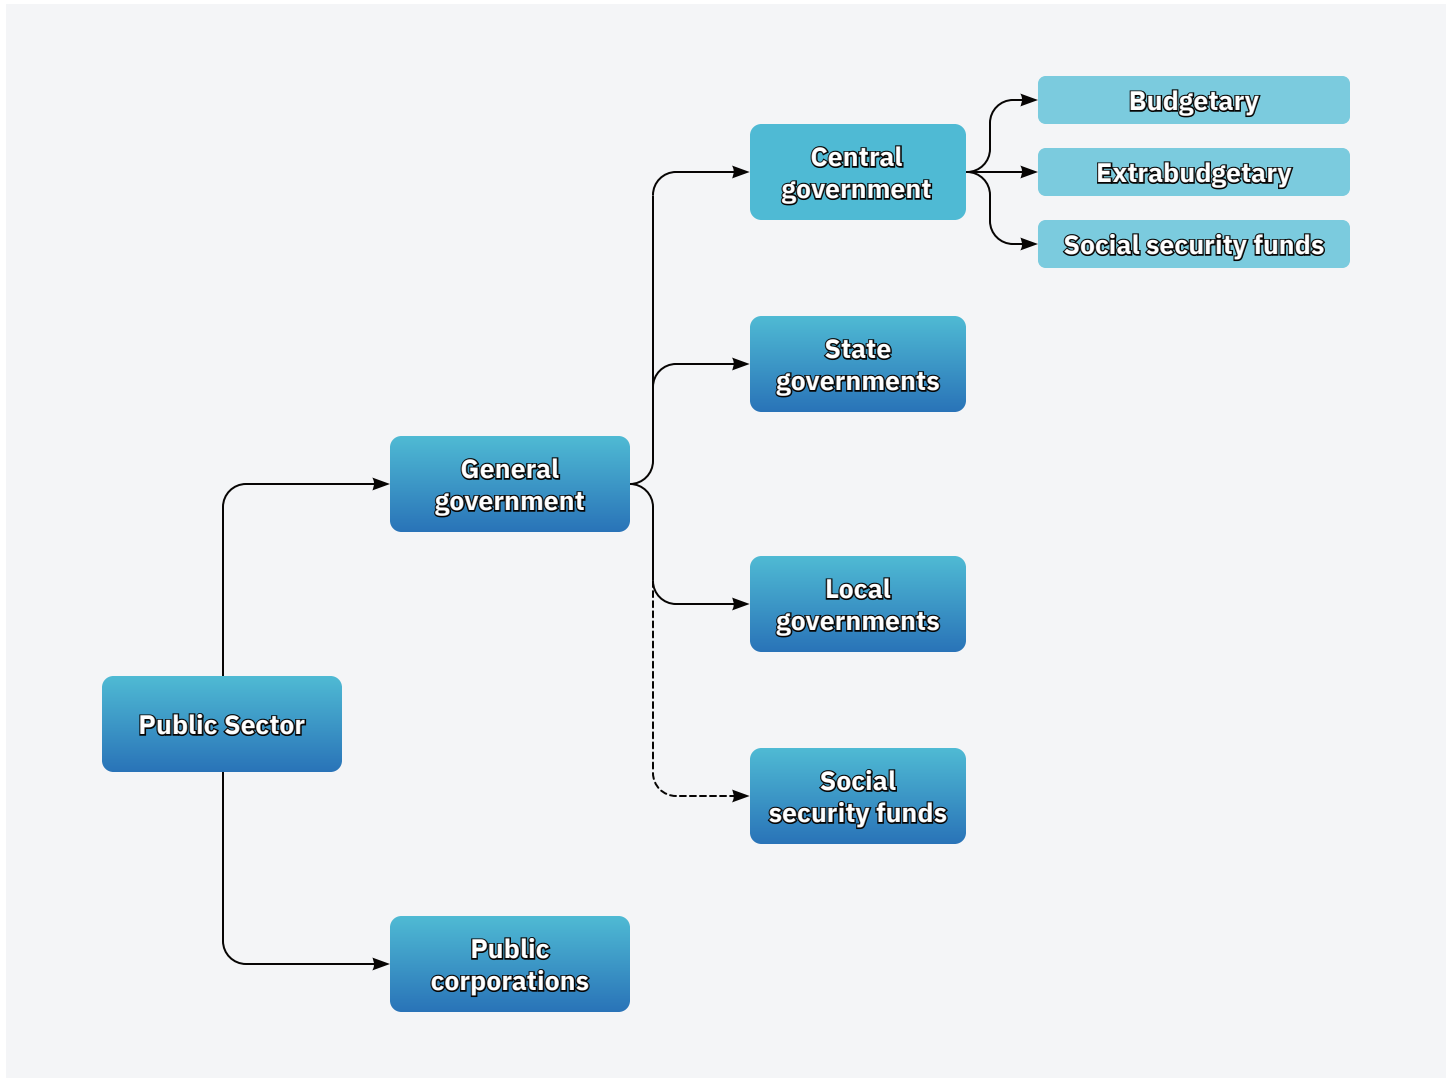 Budgetary
Central
government
Extrabudgetary
Social security funds
State
governments
General
government
Local
governments
Public Sector
Social
security funds
Public
corporations